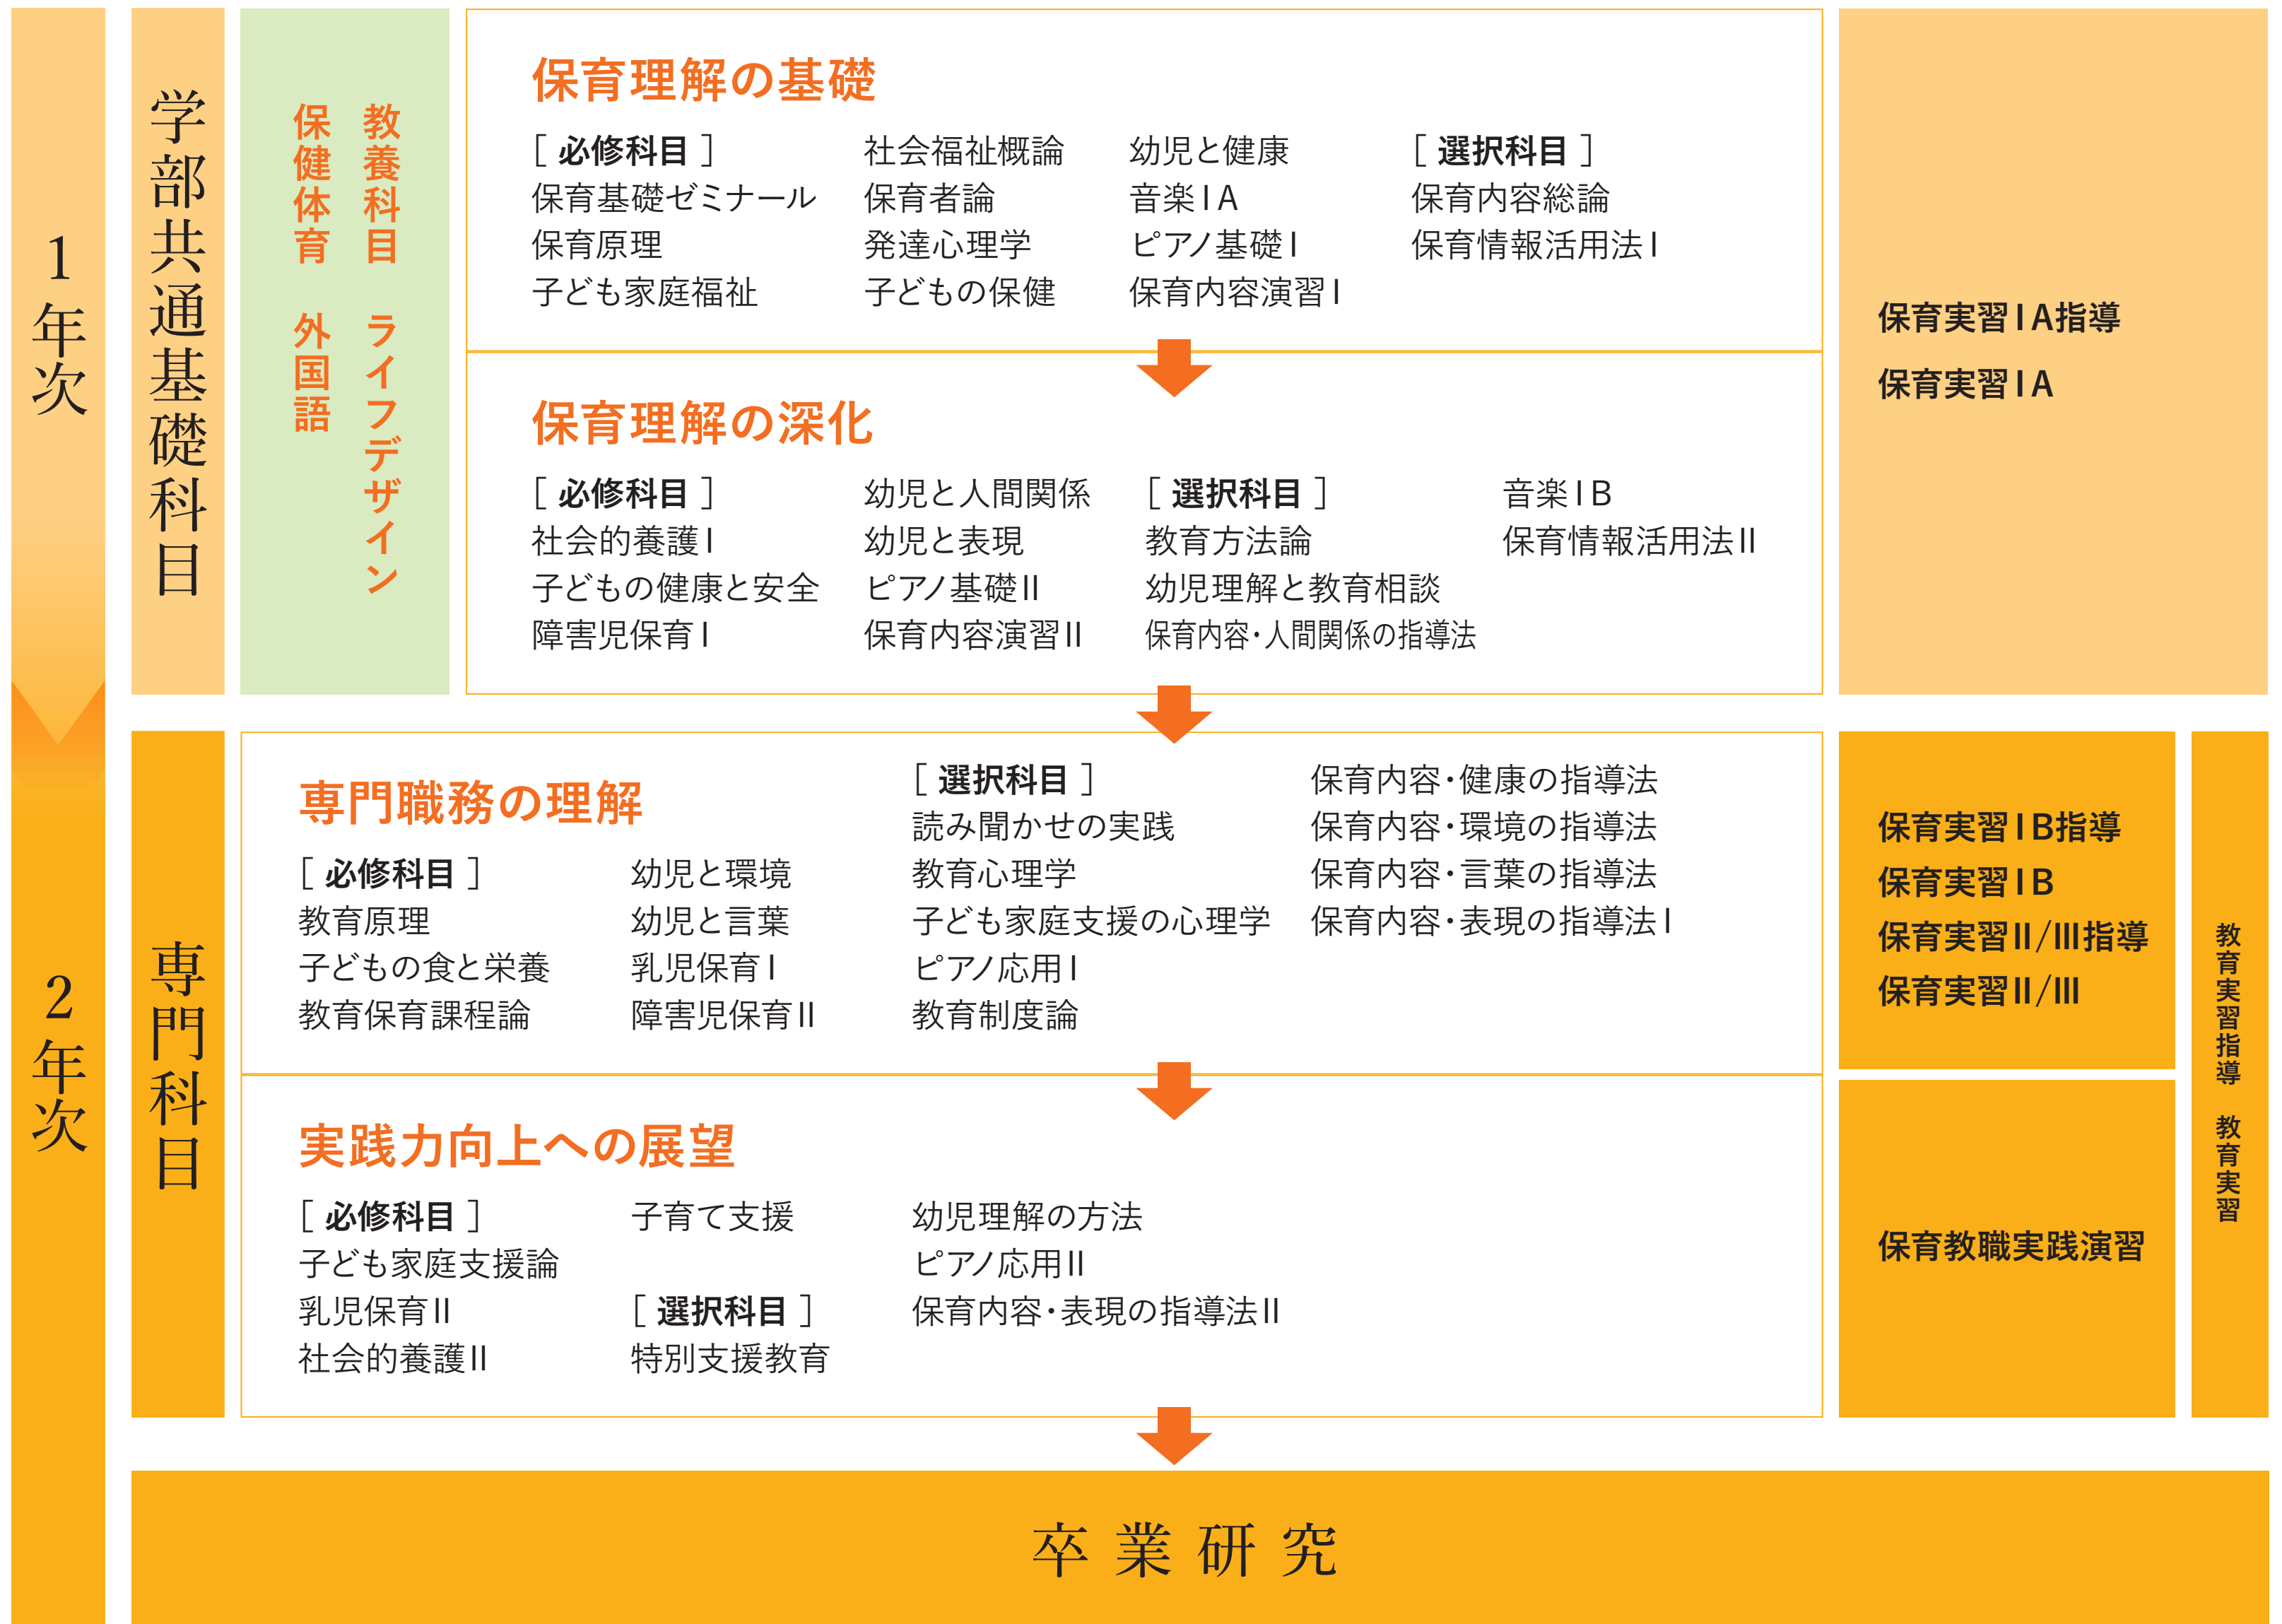 1年次
学部共通基礎科目
教養科目 ライフデザイン
保健体育 外国語
保育理解の基礎
[ 必修科目 ]
保育基礎ゼミナール
保育原理
子ども家庭福祉
社会福祉概論
保育者論
発達心理学
子どもの保健
幼児と健康
音楽ⅠA
ピアノ基礎Ⅰ
保育内容演習Ⅰ
[ 選択科目 ]
保育内容総論
保育情報活用法Ⅰ
保育理解の深化
[ 必修科目 ]
社会的養護Ⅰ
子どもの健康と安全
障害児保育Ⅰ
幼児と人間関係
幼児と表現
ピアノ基礎Ⅱ
保育内容演習Ⅱ
[ 選択科目 ]
教育方法論
幼児理解と教育相談
保育内容・人間関係の指導法
音楽ⅠB
保育情報活用法Ⅱ
保育実習ⅠA指導
保育実習ⅠA
2年次
専門科目
専門職務の理解
[ 必修科目 ]
教育原理
子どもの食と栄養
教育保育課程論
幼児と環境
幼児と言葉
乳児保育Ⅰ
障害児保育Ⅱ
[ 選択科目 ]
読み聞かせの実践
教育心理学
子ども家庭支援の心理学
ピアノ応用Ⅰ
教育制度論
保育内容・健康の指導法
保育内容・環境の指導法
保育内容・言葉の指導法
保育内容・表現の指導法Ⅰ
実践力向上への展望
[ 必修科目 ]
子ども家庭支援論
乳児保育Ⅱ
社会的養護Ⅱ
子育て支援
[ 選択科目 ]
特別支援教育
幼児理解の方法
ピアノ応用Ⅱ
保育内容・表現の指導法Ⅱ
保育実習ⅠB指導
保育実習ⅠB
保育実習Ⅱ/Ⅲ指導
保育実習Ⅱ/Ⅲ
保育教職実践演習
教育実習指導 教育実習
卒業研究